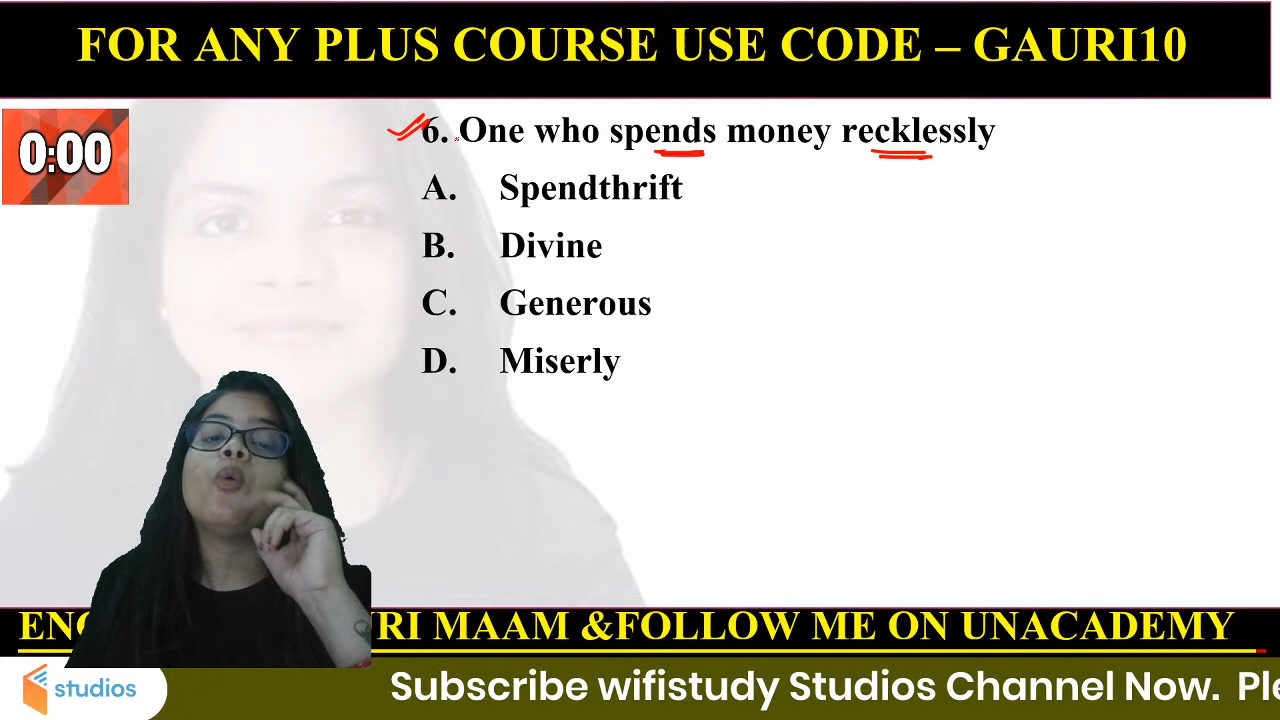 FOR ANY PLUS COURSE USE CODE – GAURI10
0:00
6. One who spends money recklessly
A. Spendthrift
B. Divine
C. Generous
D. Miserly
RI MAAM &FOLLOW ME ON UNACADEMY
studios
Subscribe wifistudy Studios Channel Now.